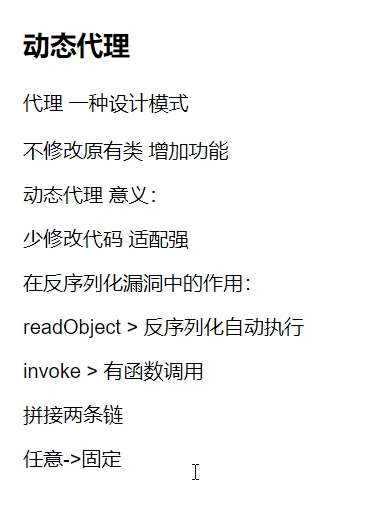 动态代理
代理 一种设计模式
不修改原有类 增加功能
动态代理 意义：
少修改代码 适配强
在反序列化漏洞中的作用：
readObject > 反序列化自动执行
invoke > 有函数调用
拼接两条链
任意->固定